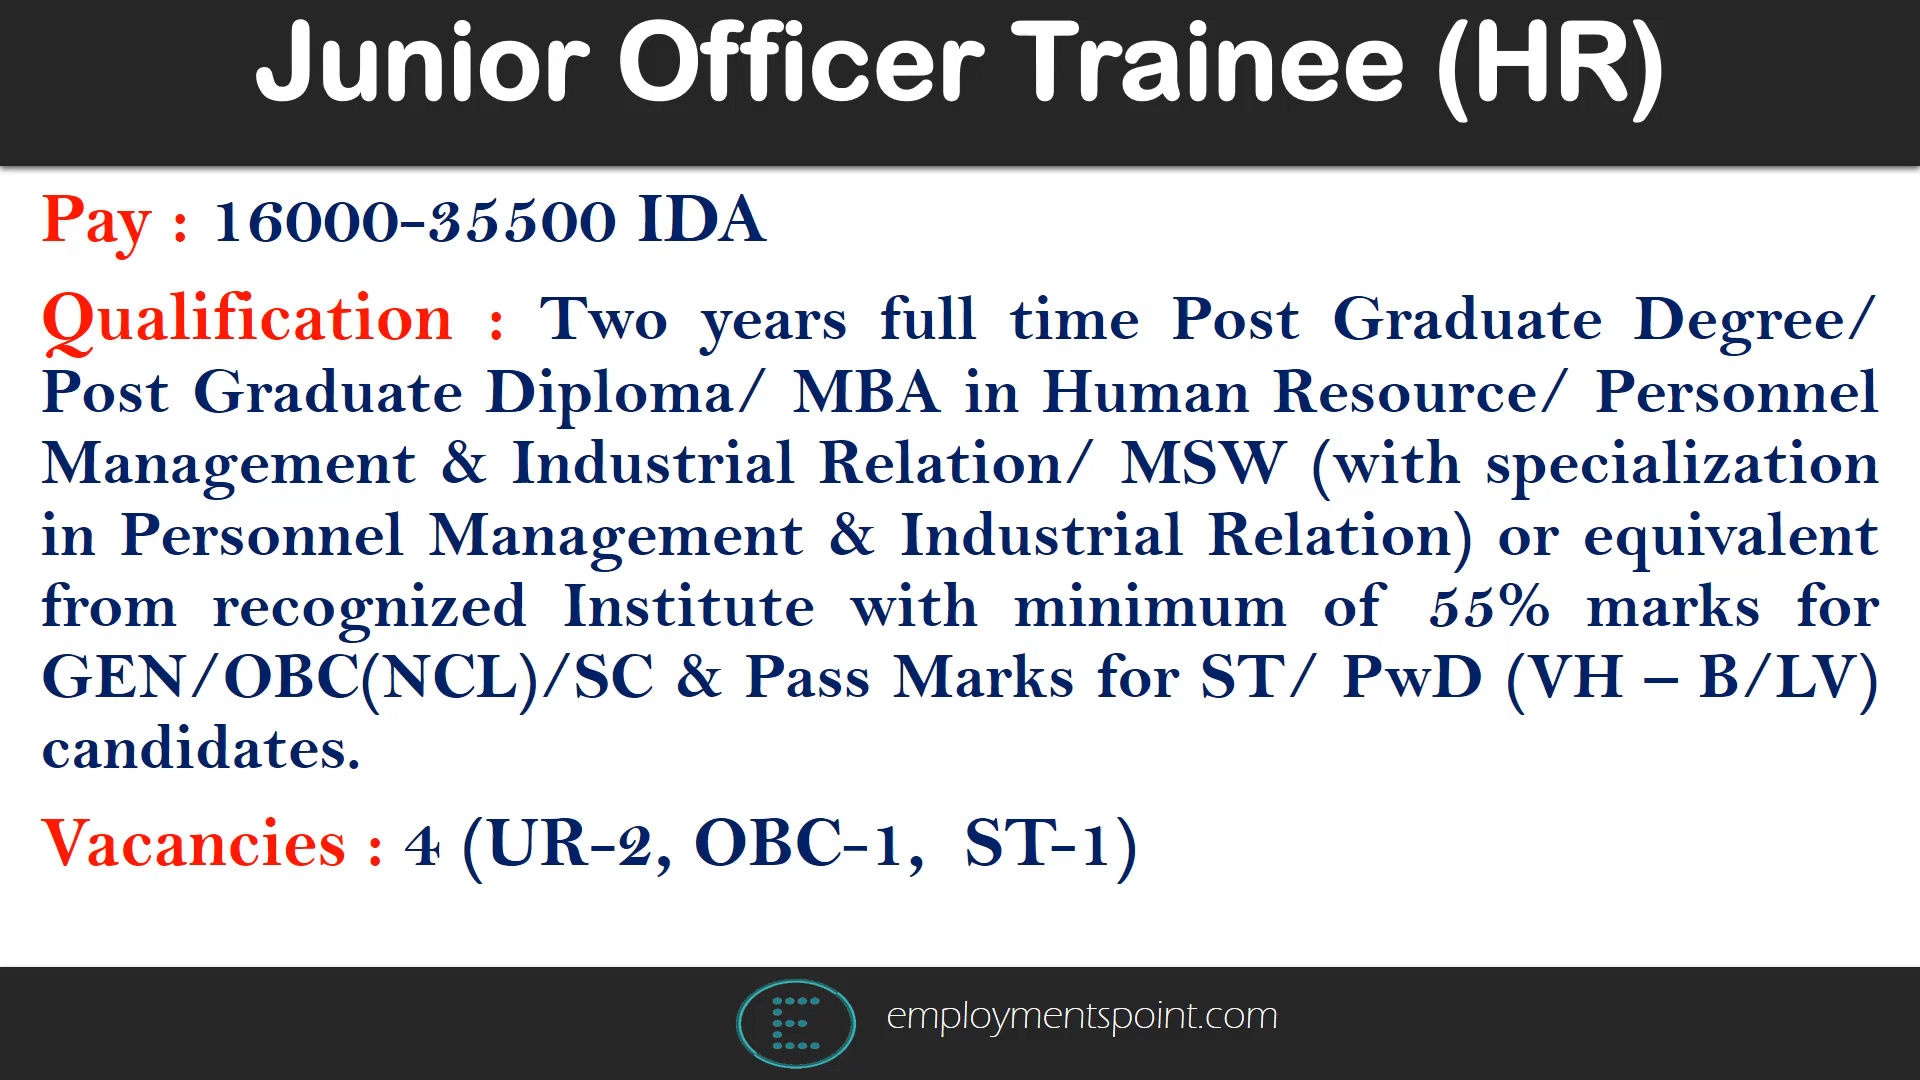 Junior Officer Trainee (HR)
Pay : 16000-35500 IDA
Qualification : Two years full time Post Graduate Degree/
Post Graduate Diploma/ MBA in Human Resource/ Personnel
Management & Industrial Relation/ MSW (with specialization
in Personnel Management & Industrial Relation) or equivalent
from recognized Institute with minimum of 55% marks for
GEN/OBC(NCL)/SC & Pass Marks for ST/ PwD (VH – B/LV)
candidates.
Vacancies : 4 (UR-2, OBC-1, ST-1)
E
employmentspoint.com